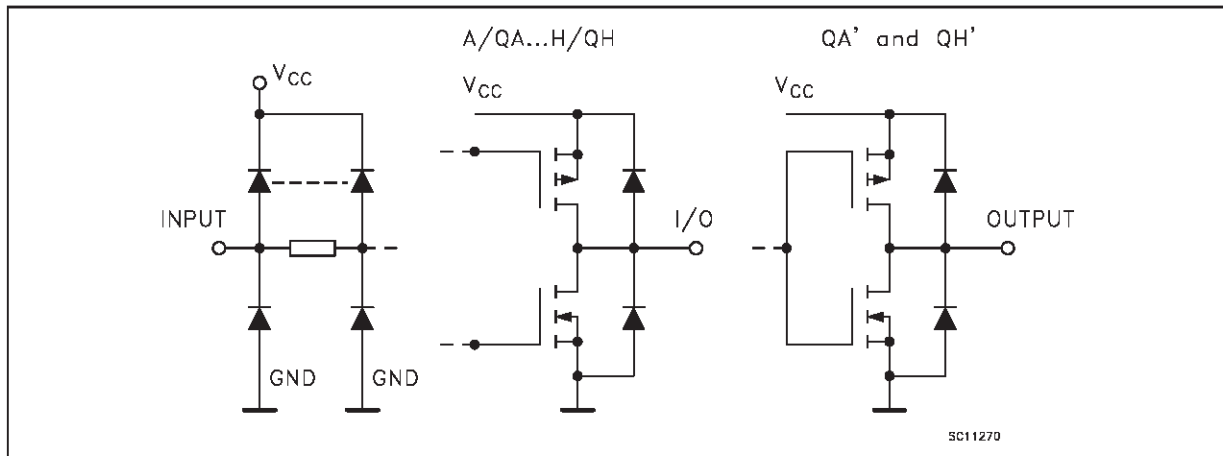 A/QA...H/QH
QA' and QH'
VCC
VCC
VCC
INPUT
I/O
OUTPUT
GND
GND
SC11270